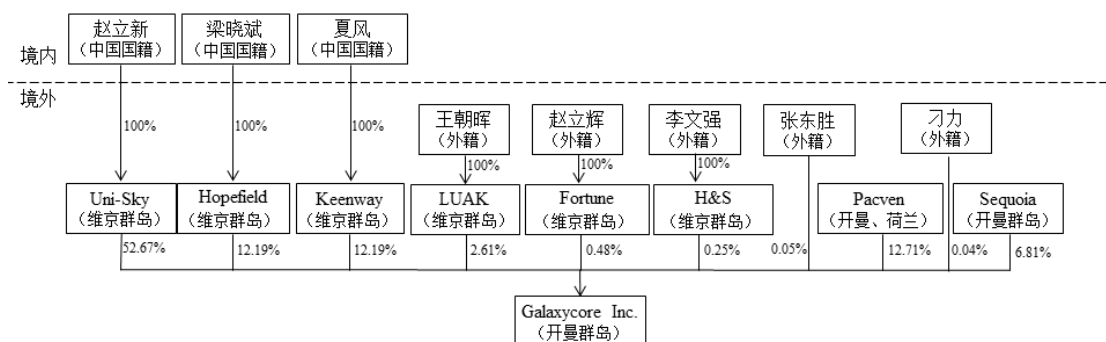 赵立新
(中国国籍)
梁晓斌
(中国国籍)
夏风
(中国国籍)
境内
境外
100%
100%
100%
王朝晖
(外籍)
赵立辉
(外籍)
李文强
(外籍)
张东胜
(外籍)
刁力
(外籍)
100%
100%
100%
Uni-Sky
(维京群岛)
Hopefield
(维京群岛)
Keenway
(维京群岛)
LUAK
(维京群岛)
Fortune
(维京群岛)
H&S
(维京群岛)
Pacven
(开曼、荷兰)
Sequoia
(开曼群岛)
52.67%
12.19%
12.19%
2.61%
0.48%
0.25%
0.05%
12.71%
0.04%
6.81%
Galaxycore Inc.
(开曼群岛)